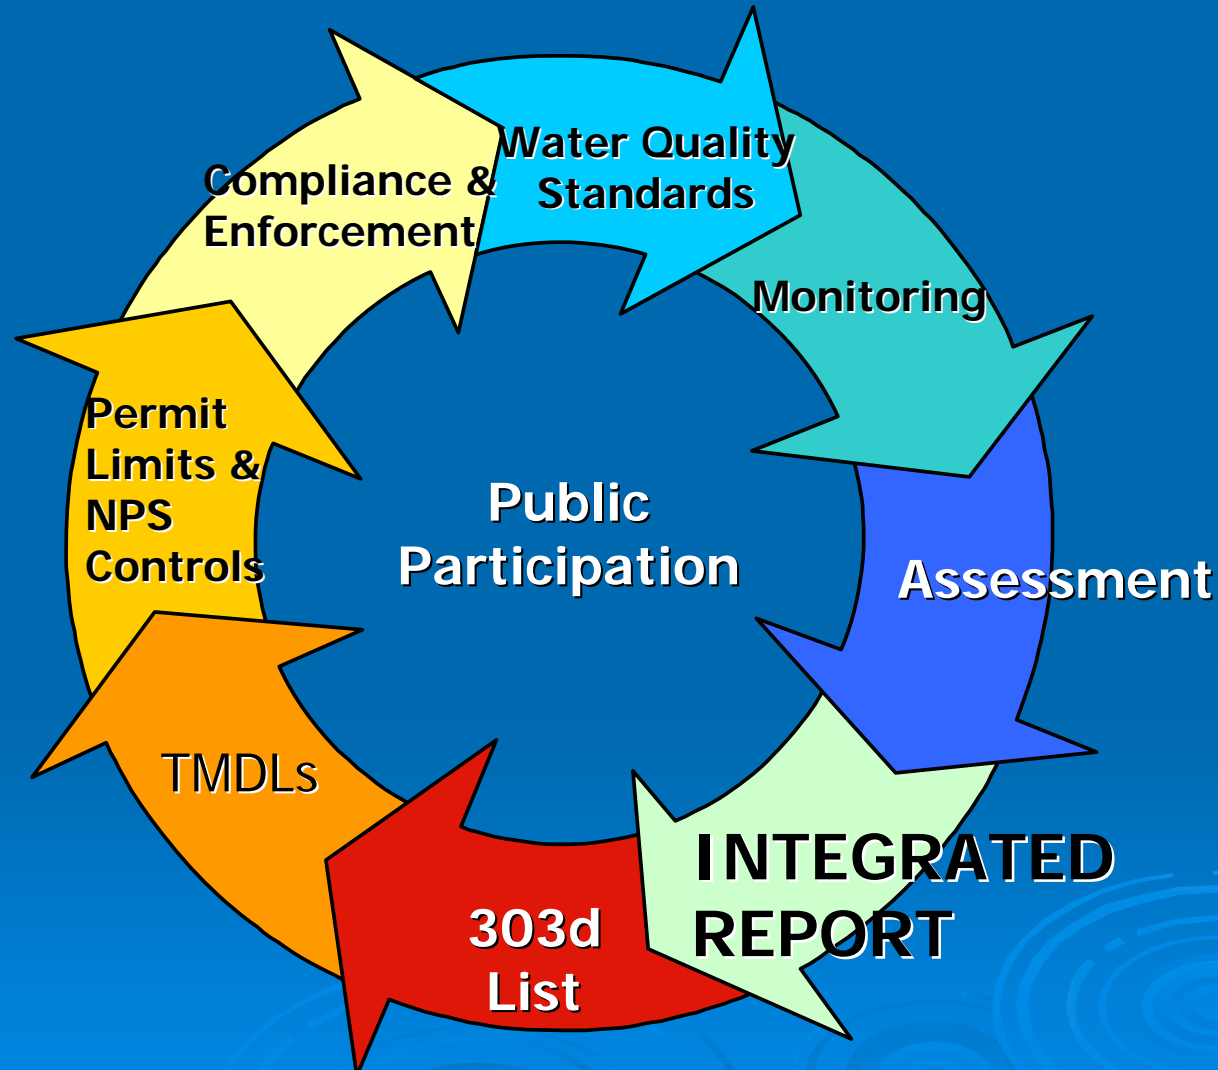 Water Quality
Standards
Monitoring
Assessment
INTEGRATED
REPORT
303d
List
TMDLs
Permit
Limits &
NPS
Controls
Compliance &
Enforcement
Public
Participation